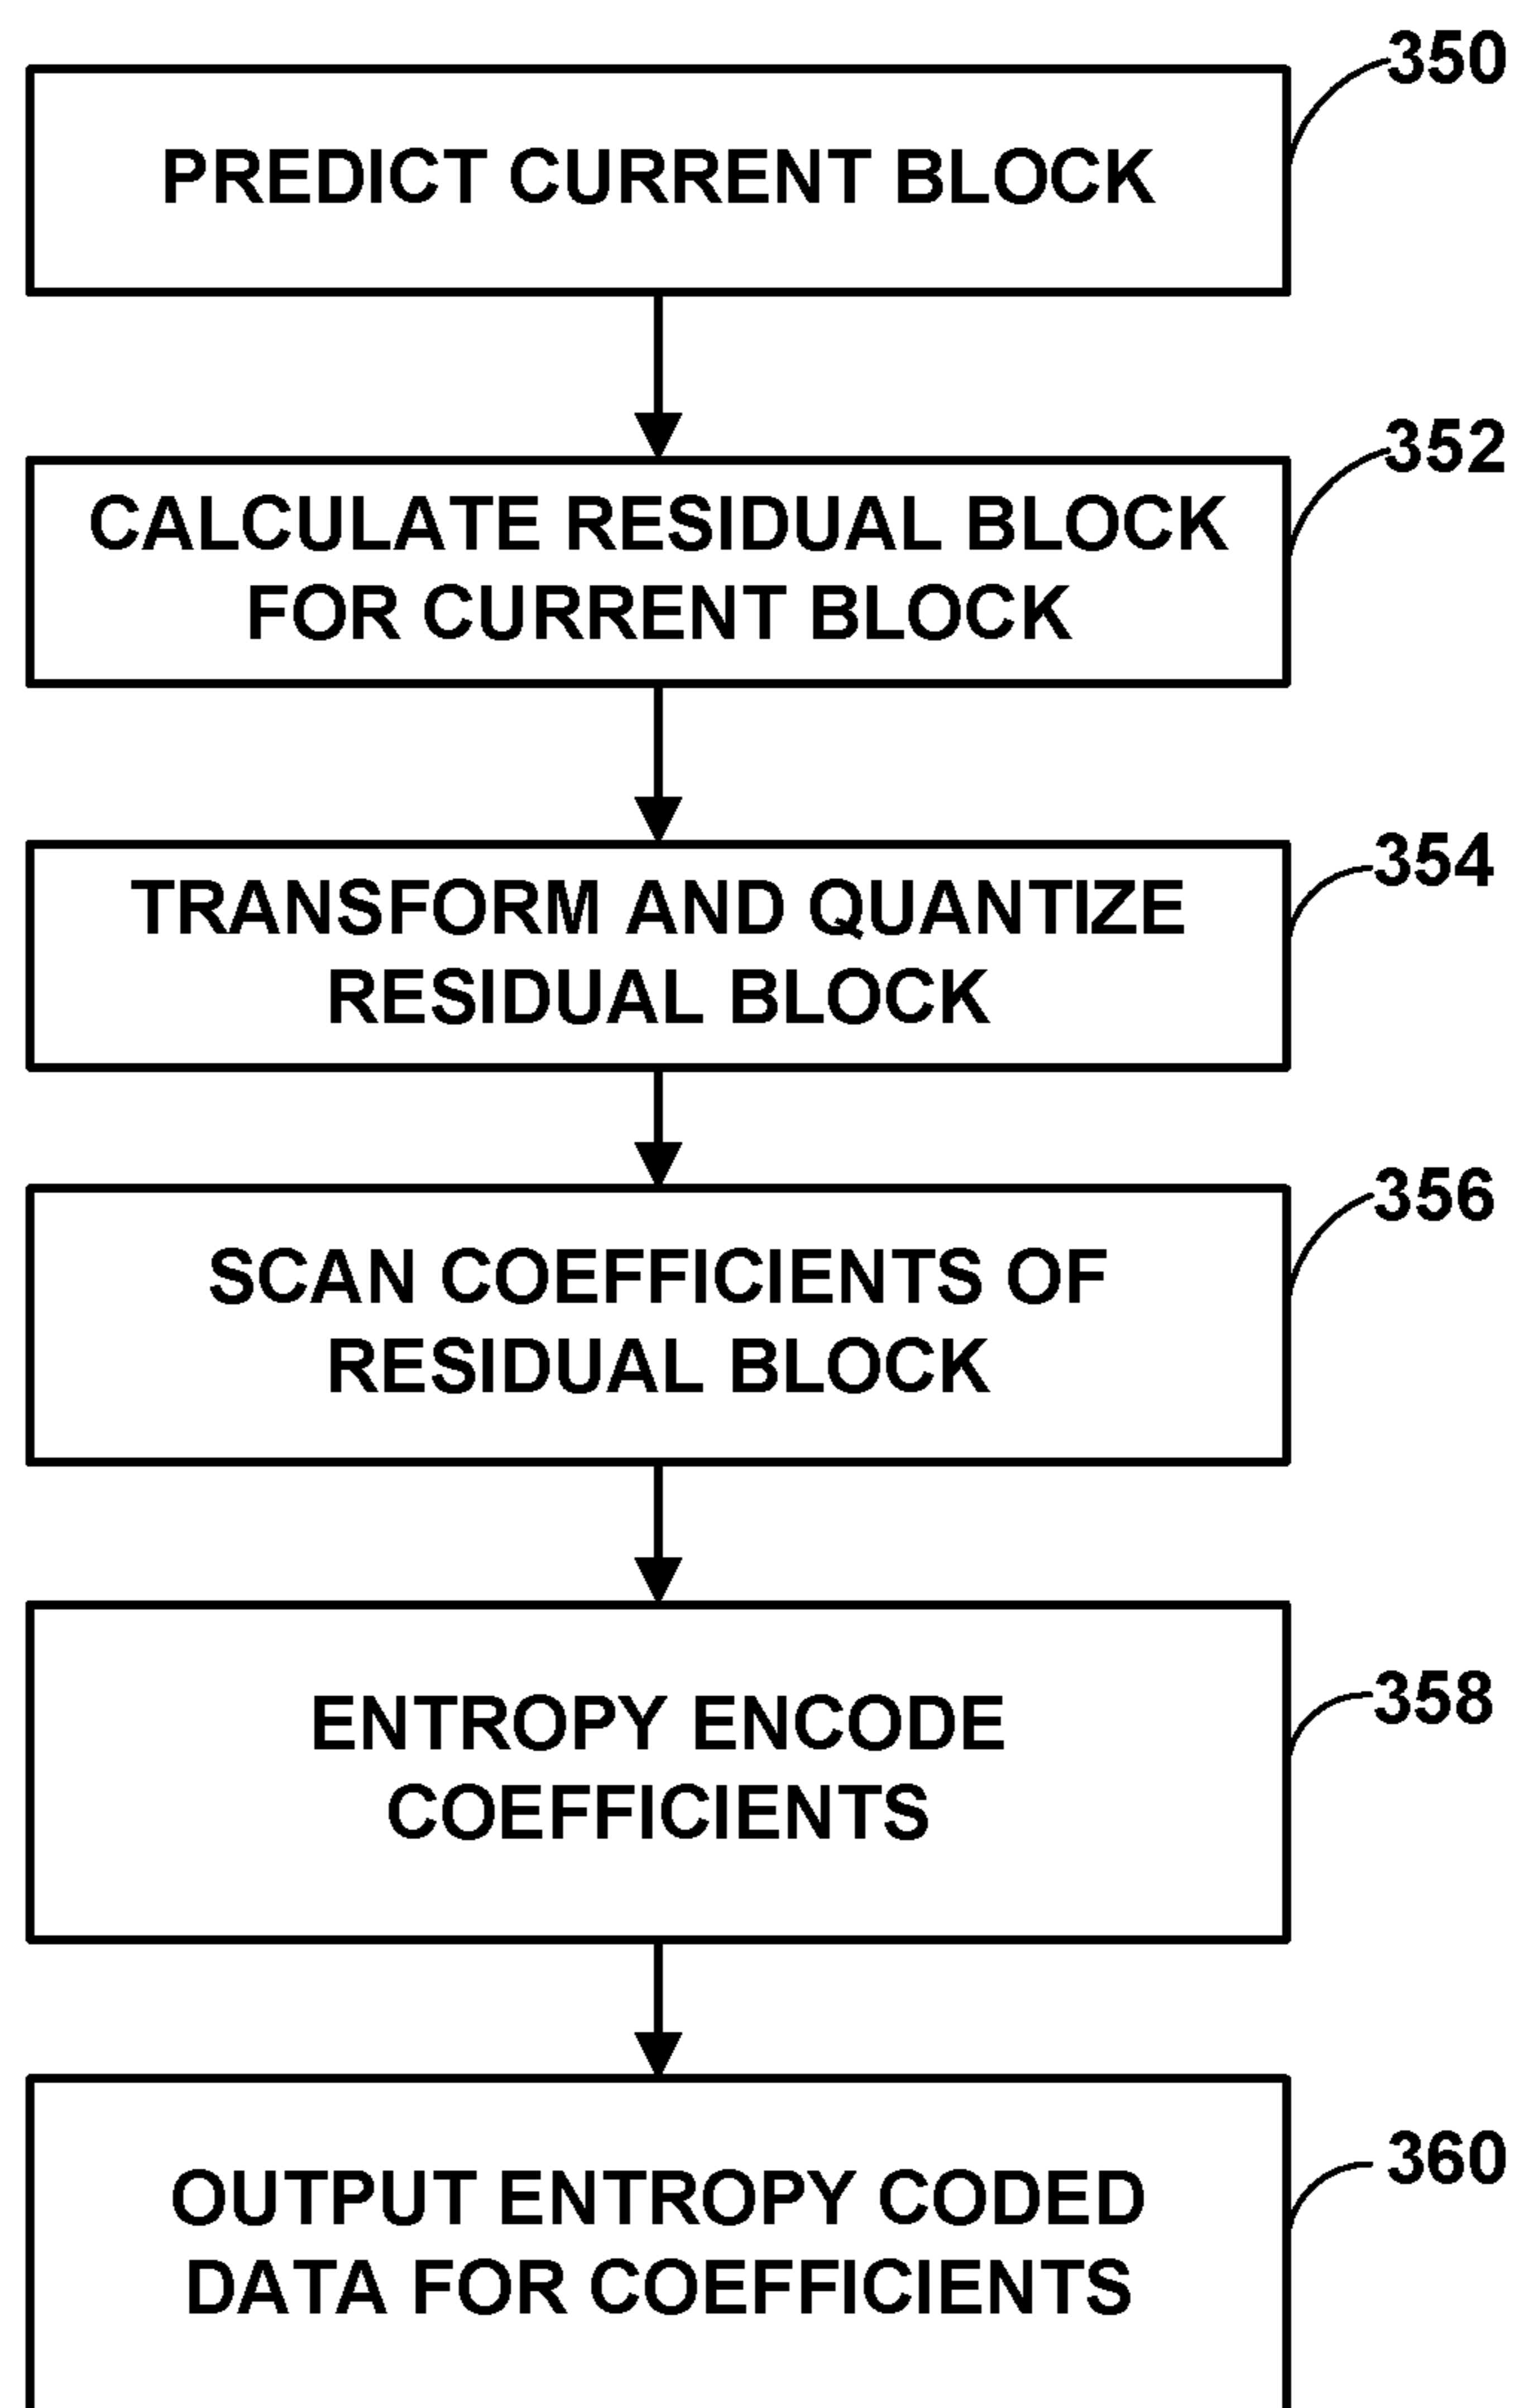 350
PREDICT CURRENT BLOCK
352
CALCULATE RESIDUAL BLOCK
FOR CURRENT BLOCK
354
TRANSFORM AND QUANTIZE
RESIDUAL BLOCK
356
SCAN COEFFICIENTS OF
RESIDUAL BLOCK
358
ENTROPY ENCODE
COEFFICIENTS
360
OUTPUT ENTROPY CODED
DATA FOR COEFFICIENTS